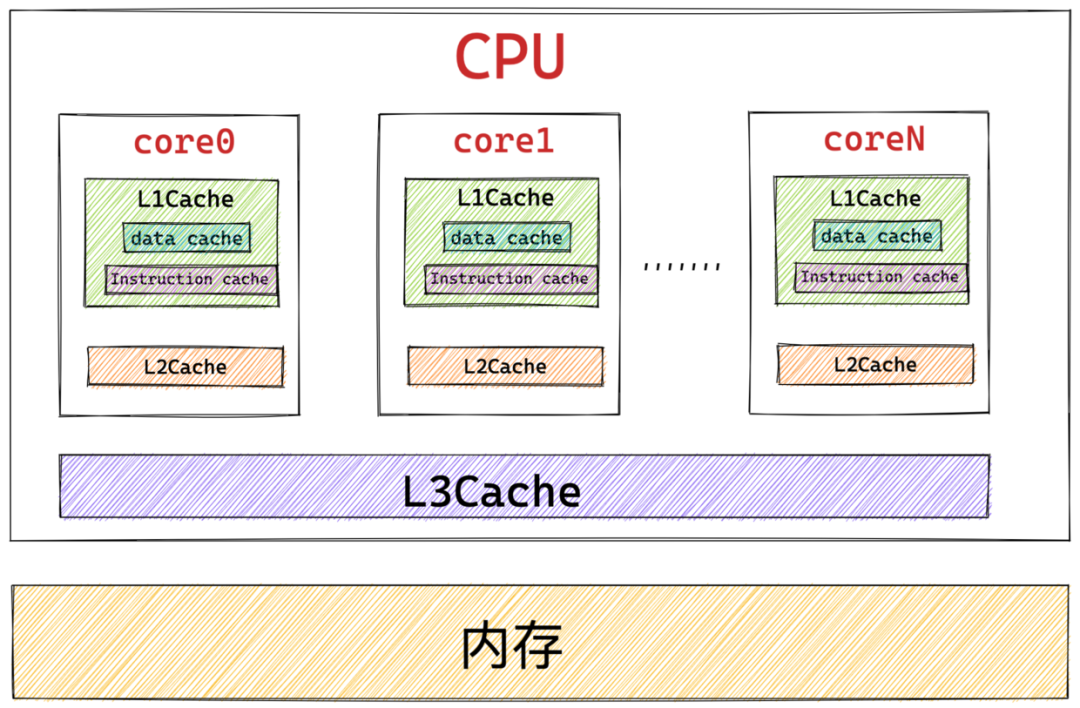 CPU
core0
L1Cache
data cache
Instruction cache
L2Cache
core1
L1Cache
data cache
Instruction cache
L2Cache
.......
coreN
L1Cache
data cache
Instruction cache
L2Cache
L3Cache
内存